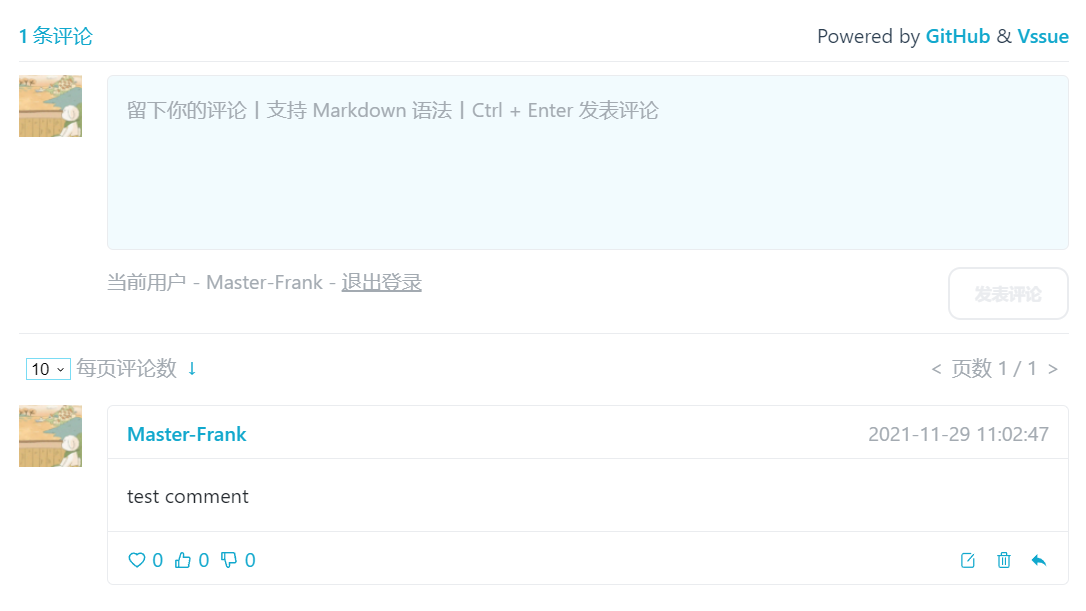 1 条评论
Powered by GitHub & Vssue
留下你的评论丨支持 Markdown 语法丨Ctrl + Enter 发表评论
当前用户 - Master-Frank - 退出登录
发表评论
10 每页评论数 ↓
< 页数 1 / 1 >
Master-Frank
2021-11-29 11:02:47
test comment
0 0 0